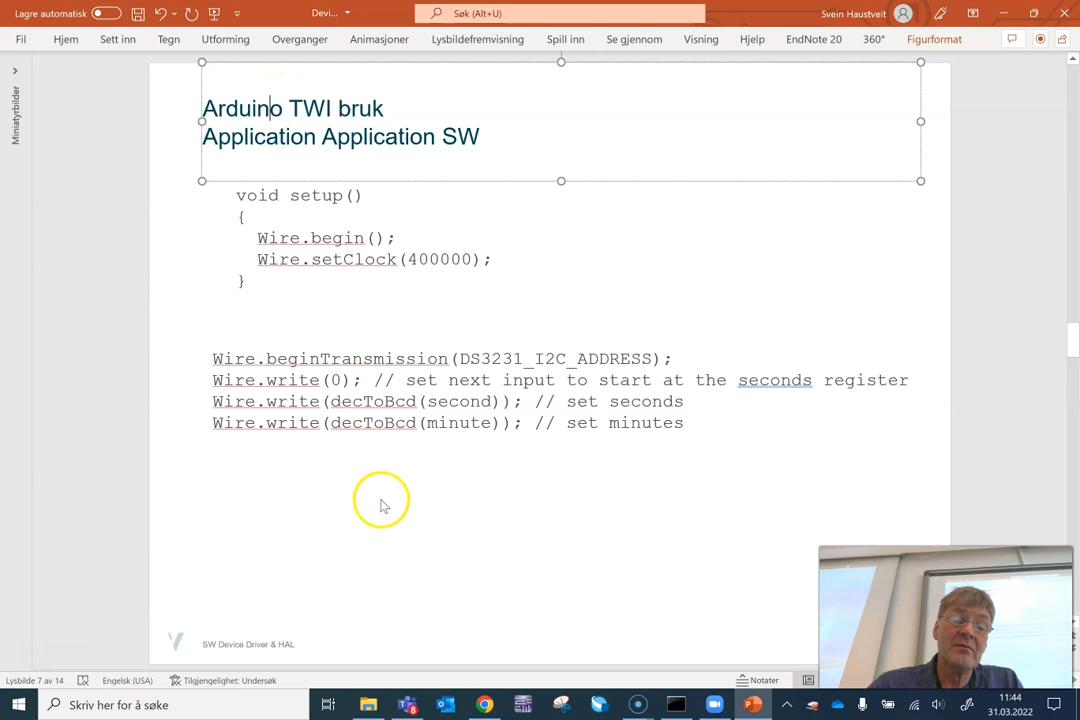 Lagre automatisk
Devi...
Søk (Alt+U)
Svein Haustveit
Fil
Hjem
Sett inn
Tegn
Utforming
Overganger
Animasjoner
Lysbildefremvisning
Spill inn
Se gjennom
Visning
Hjelp
EndNote 20
360°
Figurformat
Miniatyrbilder
Arduino TWI bruk
Application Application SW
void setup()
{
Wire.begin();
Wire.setClock(400000);
}
Wire.beginTransmission(DS3231_I2C_ADDRESS);
Wire.write(0); // set next input to start at the seconds register
Wire.write(decToBcd(second)); // set seconds
Wire.write(decToBcd(minute)); // set minutes
SW Device Driver & HAL
Lysbilde 7 av 14
Engelsk (USA)
Tilgjengelighet: Undersøk
Notater
Skriv her for å søke
11:44
31.03.2022